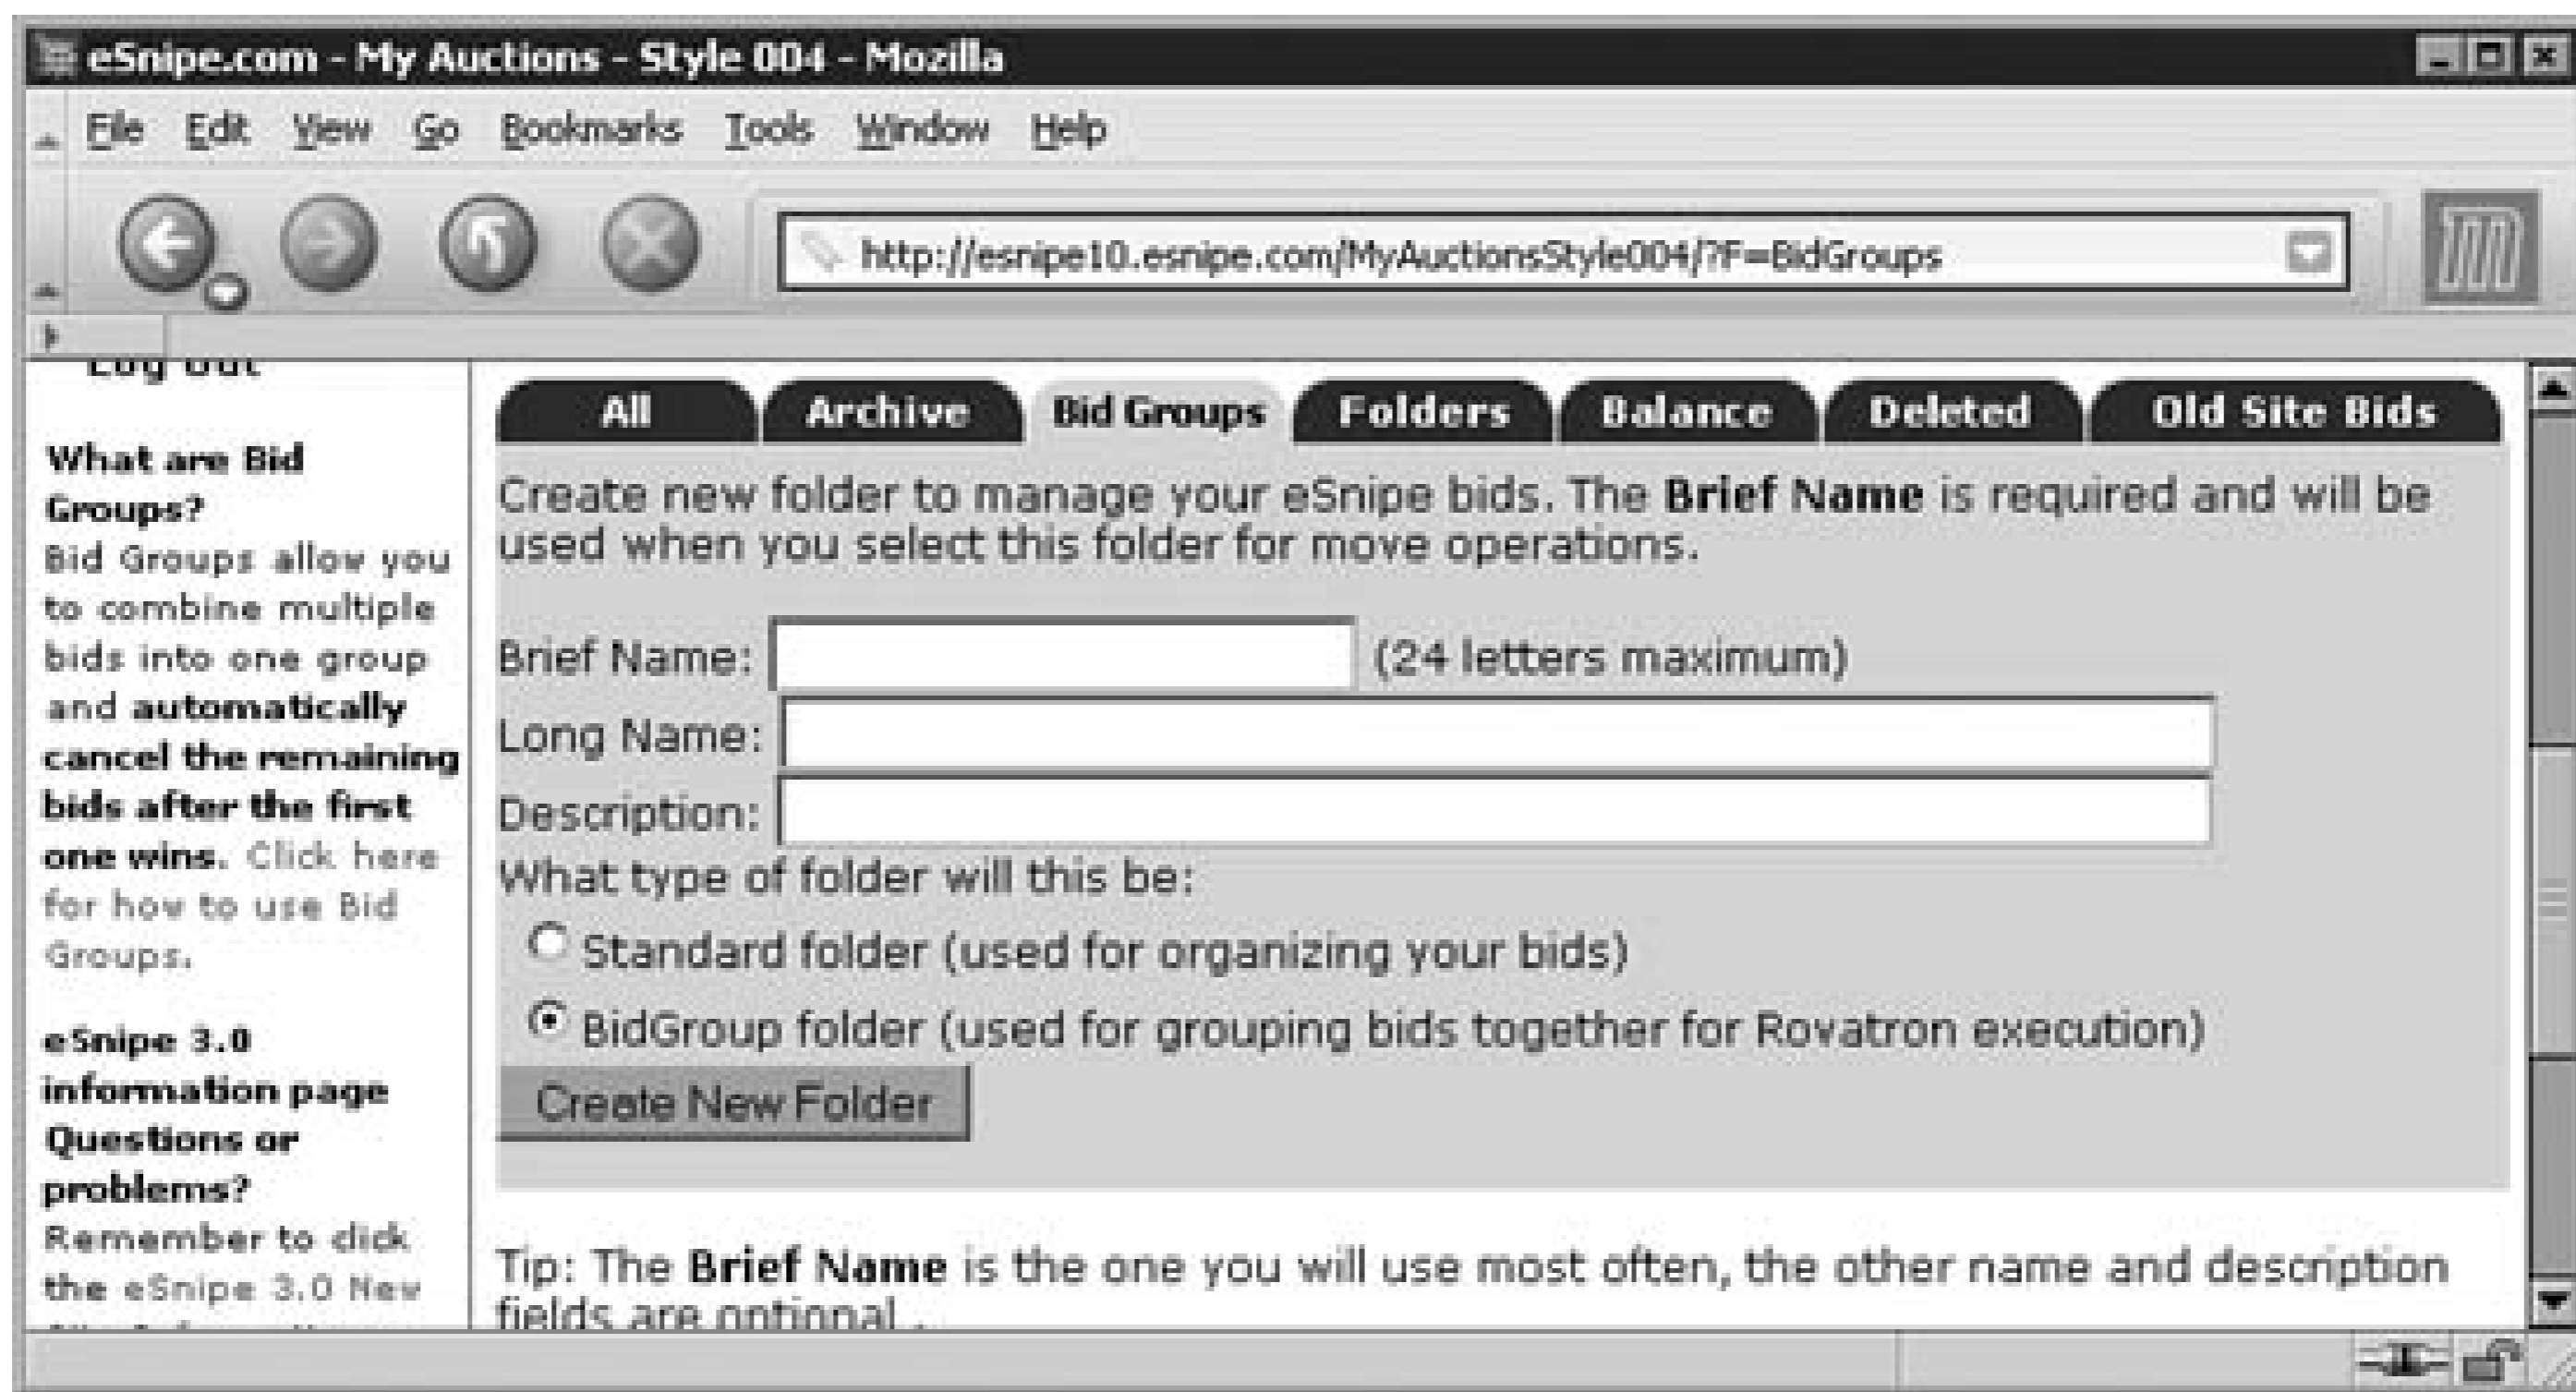 eSnipe.com - My Auctions - Style 004 - Mozilla
File Edit View Go Bookmarks Tools Window Help
http://esnipe10.esnipe.com/MyAuctionsStyle004/?F=BidGroups
Log Out
What are Bid
Groups?
Bid Groups allow you
to combine multiple
bids into one group
and automatically
cancel the remaining
bids after the first
one wins. Click here
for how to use Bid
Groups.
eSnipe 3.0
information page
Questions or
problems?
Remember to click
the eSnipe 3.0 New
All Archive Bid Groups Folders Balance Deleted Old Site Bids
Create new folder to manage your eSnipe bids. The Brief Name is required and will be
used when you select this folder for move operations.
Brief Name: (24 letters maximum)
Long Name:
Description:
What type of folder will this be:
Standard folder (used for organizing your bids)
BidGroup folder (used for grouping bids together for Rovatron execution)
Create New Folder
Tip: The Brief Name is the one you will use most often, the other name and description
fields are optional .